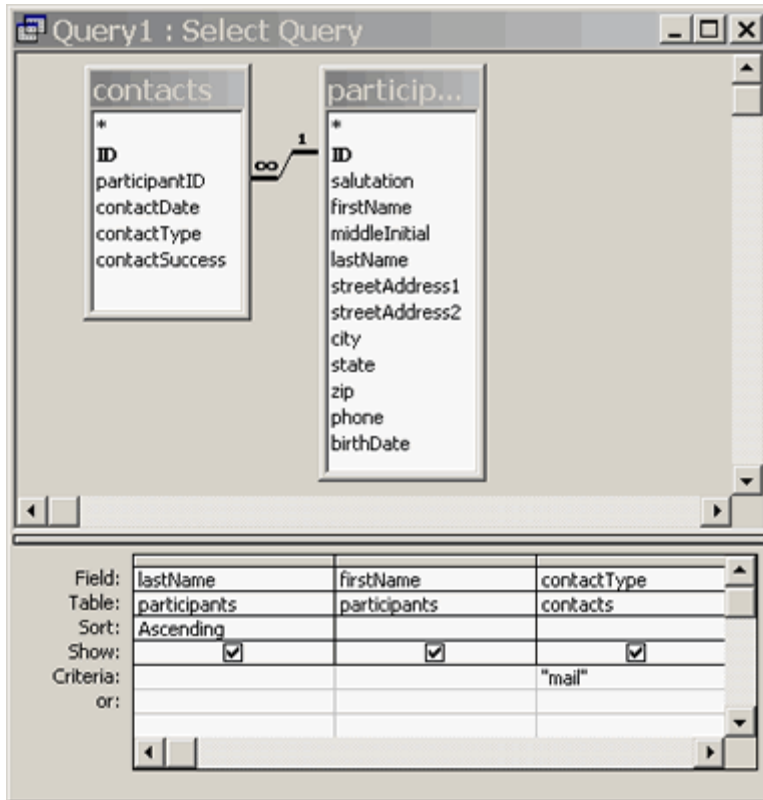 Query1 : Select Query
contacts
*
ID
participantID
contactDate
contactType
contactSuccess
∞
1
particip...
*
ID
salutation
firstName
middleInitial
lastName
streetAddress1
streetAddress2
city
state
zip
phone
birthDate
Field: lastName firstName contactType
Table: participants participants contacts
Sort: Ascending
Show:
Criteria: "mail"
or: